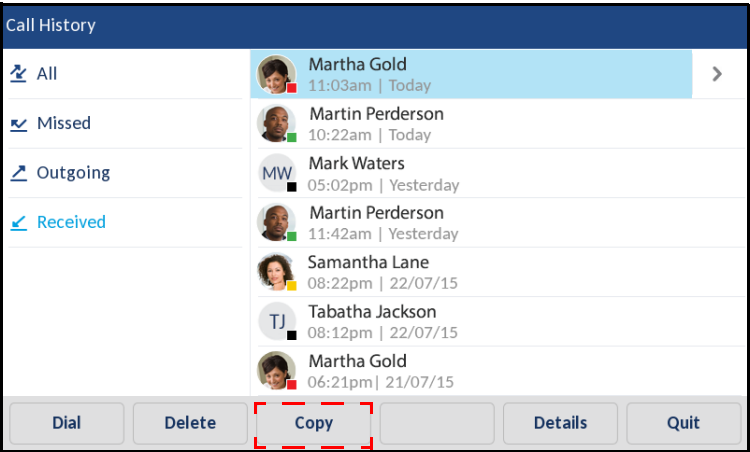 Call History
All
Missed
Outgoing
Received
Martha Gold
11:03am | Today
Martin Perderson
10:22am | Today
MW
Mark Waters
05:02pm | Yesterday
Martin Perderson
11:42am | Yesterday
Samantha Lane
08:22pm | 22/07/15
TJ
Tabatha Jackson
08:12pm | 22/07/15
Martha Gold
06:21pm| 21/07/15
Dial Delete Copy Details Quit